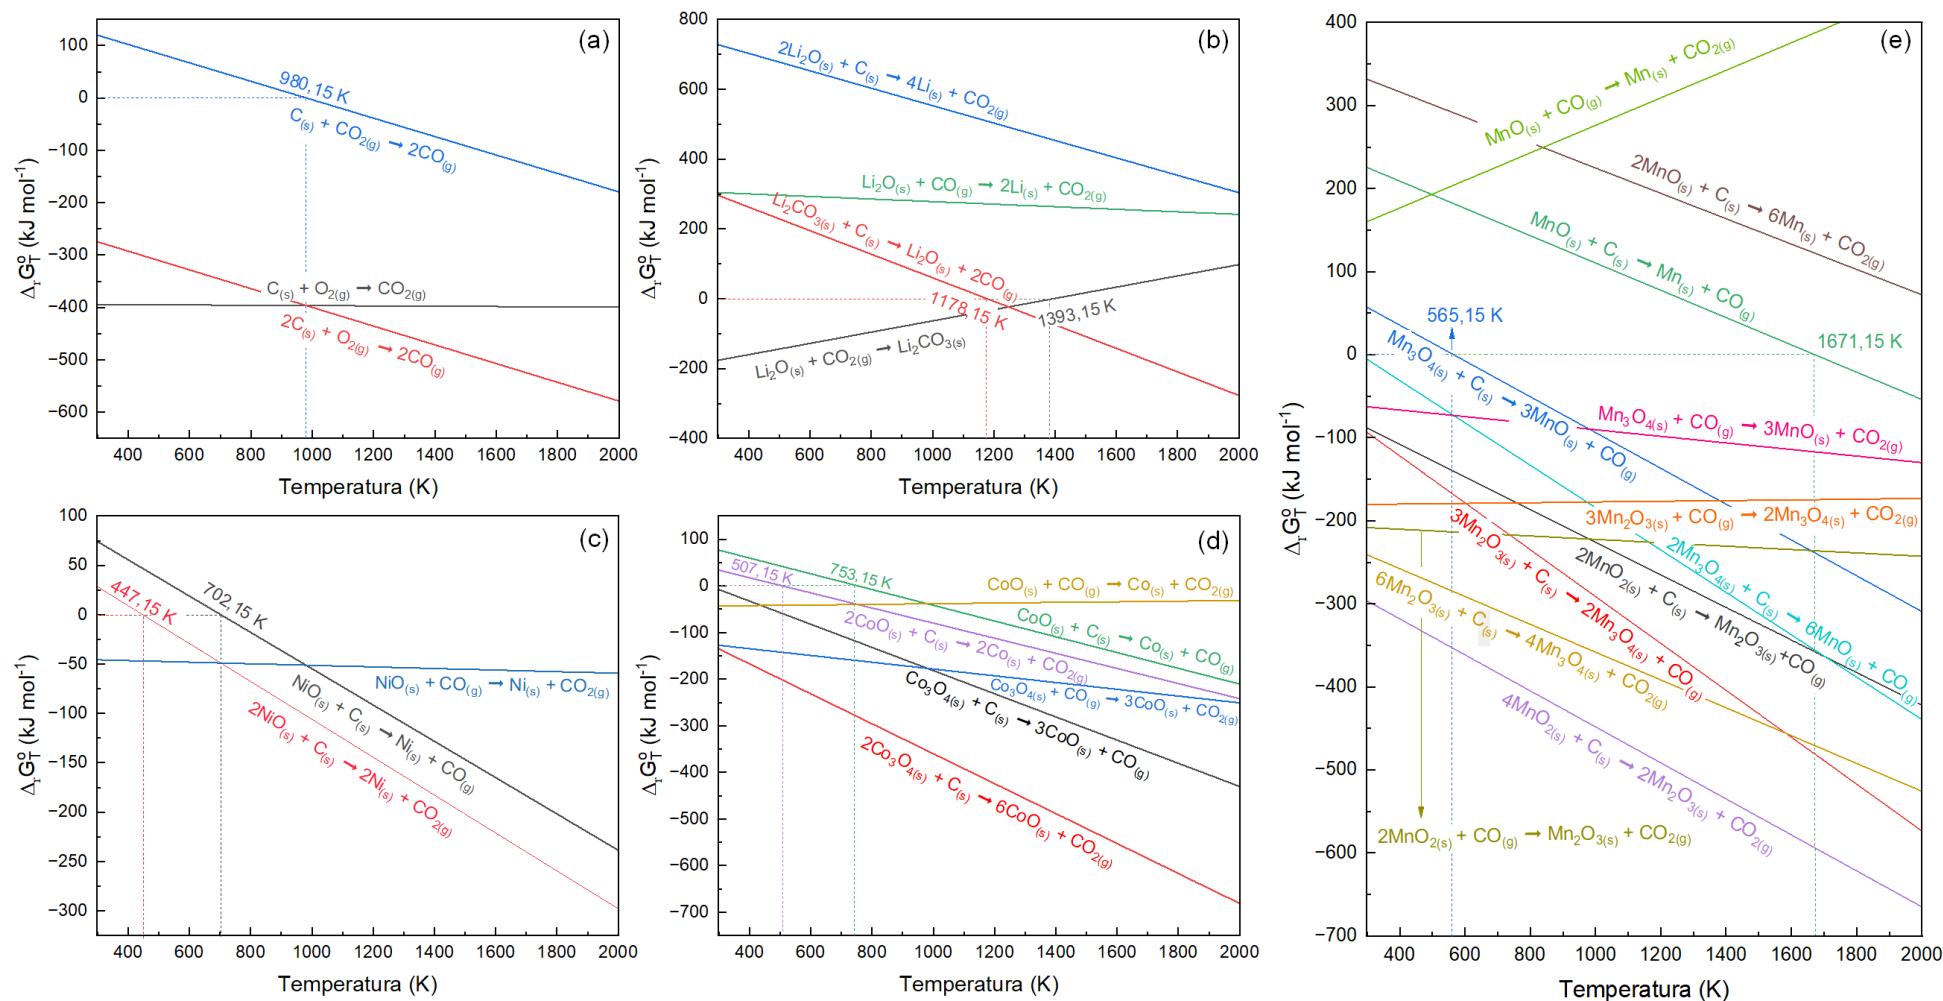 (a)
100
0
−100
−200
−300
−400
−500
−600
400 600 800 1000 1200 1400 1600 1800 2000
Temperatura (K)
ΔᵣG°T (kJ mol⁻¹)
980,15 K
C(s) + CO₂(g) → 2CO(g)
C(s) + O₂(g) → CO₂(g)
2C(s) + O₂(g) → 2CO(g)
(b)
800
600
400
200
0
−200
−400
400 600 800 1000 1200 1400 1600 1800 2000
Temperatura (K)
ΔᵣG°T (kJ mol⁻¹)
2Li₂O(s) + C(s) → 4Li(s) + CO₂(g)
Li₂O(s) + CO(g) → 2Li(s) + CO₂(g)
Li₂CO₃(s) + C(s) → Li₂O(s) + 2CO(g)
1178,15 K
1393,15 K
Li₂O(s) + CO₂(g) → Li₂CO₃(s)
(c)
100
50
0
−50
−100
−150
−200
−250
−300
400 600 800 1000 1200 1400 1600 1800 2000
Temperatura (K)
ΔᵣG°T (kJ mol⁻¹)
447,15 K
702,15 K
NiO(s) + CO(g) → Ni(s) + CO₂(g)
NiO(s) + C(s) → Ni(s) + CO(g)
2NiO(s) + C(s) → 2Ni(s) + CO₂(g)
(d)
100
0
−100
−200
−300
−400
−500
−600
−700
400 600 800 1000 1200 1400 1600 1800 2000
Temperatura (K)
ΔᵣG°T (kJ mol⁻¹)
507,15 K
753,15 K
CoO(s) + CO(g) → Co(s) + CO₂(g)
CoO(s) + C(s) → Co(s) + CO(g)
2CoO(s) + C(s) → 2Co(s) + CO₂(g)
Co₃O₄(s) + CO(g) → 3CoO(s) + CO₂(g)
Co₃O₄(s) + C(s) → 3CoO(s) + CO(g)
2Co₃O₄(s) + C(s) → 6CoO(s) + CO₂(g)
(e)
400
300
200
100
0
−100
−200
−300
−400
−500
−600
−700
400 600 800 1000 1200 1400 1600 1800 2000
Temperatura (K)
ΔᵣG°T (kJ mol⁻¹)
MnO(s) + CO(g) → Mn(s) + CO₂(g)
2MnO(s) + C(s) → 6Mn(s) + CO₂(g)
MnO(s) + C(s) → Mn(s) + CO(g)
565,15 K
1671,15 K
Mn₃O₄(s) + C(s) → 3MnO(s) + CO(g)
Mn₃O₄(s) + CO(g) → 3MnO(s) + CO₂(g)
3Mn₂O₃(s) + CO(g) → 2Mn₃O₄(s) + CO₂(g)
3Mn₂O₃(s) + C(s) → 2Mn₃O₄(s) + CO(g)
2MnO₂(s) + C(s) → Mn₂O₃(s) +CO(g)
2Mn₃O₄(s) + C(s) → 6MnO(s) + CO(g)
6Mn₂O₃(s) + C(s) → 4Mn₃O₄(s) + CO₂(g)
4MnO₂(s) + C(s) → 2Mn₂O₃(s) + CO₂(g)
2MnO₂(s) + CO(g) → Mn₂O₃(s) + CO₂(g)